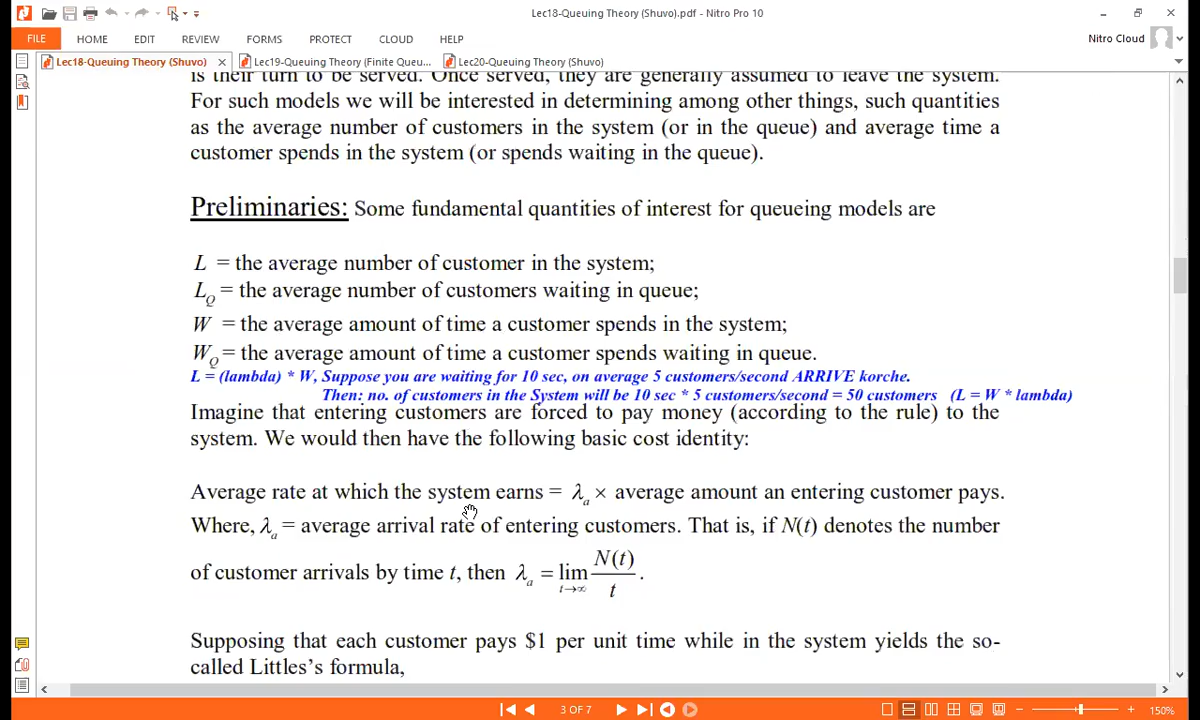 Lec18-Queuing Theory (Shuvo).pdf - Nitro Pro 10
FILE HOME EDIT REVIEW FORMS PROTECT CLOUD HELP Nitro Cloud
Lec18-Queuing Theory (Shuvo) Lec19-Queuing Theory (Finite Queu... Lec20-Queuing Theory (Shuvo)
is their turn to be served. Once served, they are generally assumed to leave the system.
For such models we will be interested in determining among other things, such quantities
as the average number of customers in the system (or in the queue) and average time a
customer spends in the system (or spends waiting in the queue).
Preliminaries: Some fundamental quantities of interest for queueing models are
L = the average number of customer in the system;
L_Q = the average number of customers waiting in queue;
W = the average amount of time a customer spends in the system;
W_Q = the average amount of time a customer spends waiting in queue.
L = (lambda) * W, Suppose you are waiting for 10 sec, on average 5 customers/second ARRIVE korche.
Then: no. of customers in the System will be 10 sec * 5 customers/second = 50 customers (L = W * lambda)
Imagine that entering customers are forced to pay money (according to the rule) to the
system. We would then have the following basic cost identity:
Average rate at which the system earns = λ_a × average amount an entering customer pays.
Where, λ_a = average arrival rate of entering customers. That is, if N(t) denotes the number
of customer arrivals by time t, then λ_a = lim_{t→∞} N(t)/t .
Supposing that each customer pays $1 per unit time while in the system yields the so-
called Littles's formula,
3 OF 7
150%